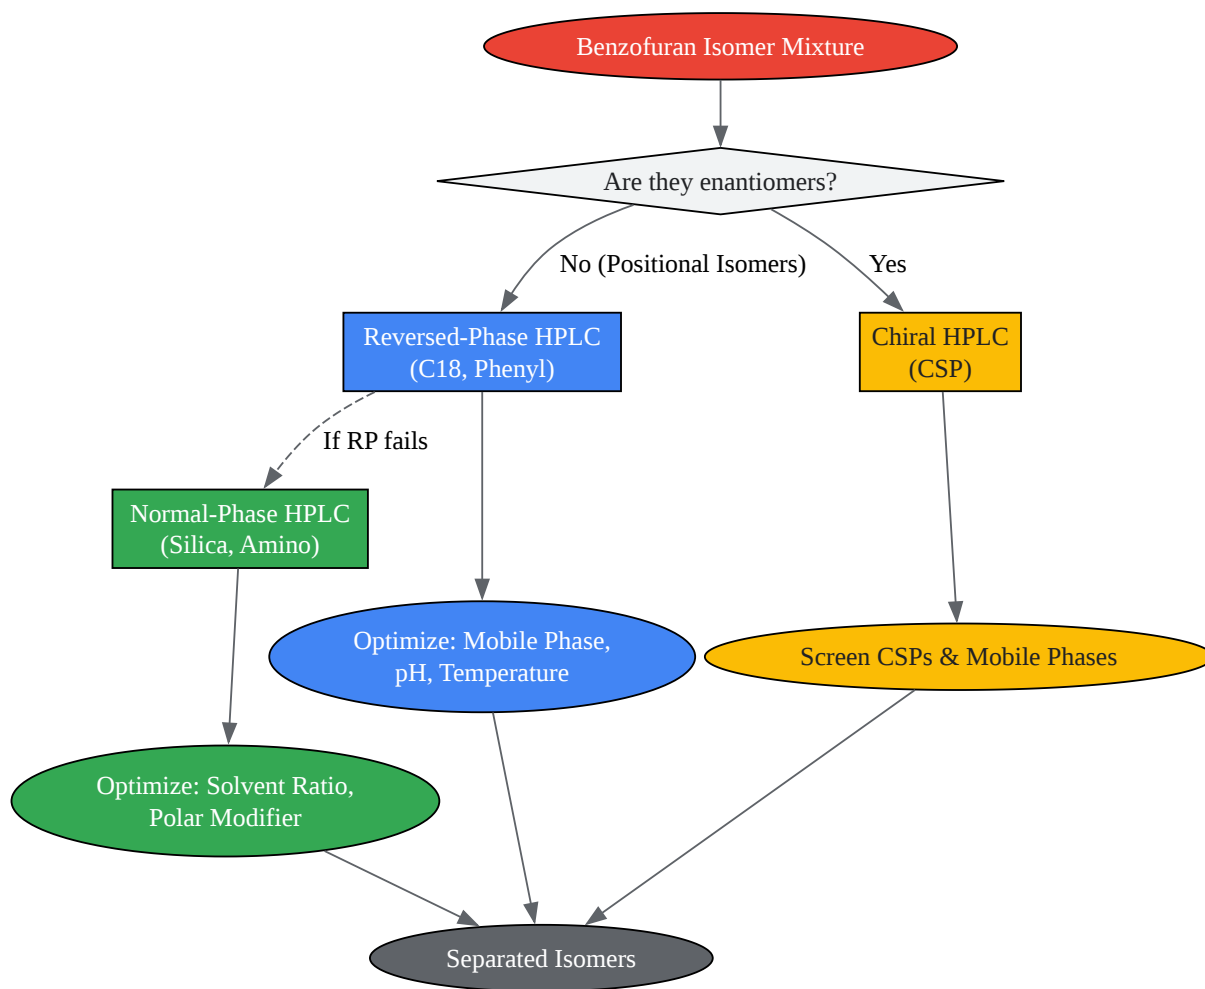 Benzofuran Isomer Mixture
Are they enantiomers?
No (Positional Isomers)
Yes
Reversed-Phase HPLC
(C18, Phenyl)
Chiral HPLC
(CSP)
If RP fails
Normal-Phase HPLC
(Silica, Amino)
Optimize: Mobile Phase,
pH, Temperature
Screen CSPs & Mobile Phases
Optimize: Solvent Ratio,
Polar Modifier
Separated Isomers